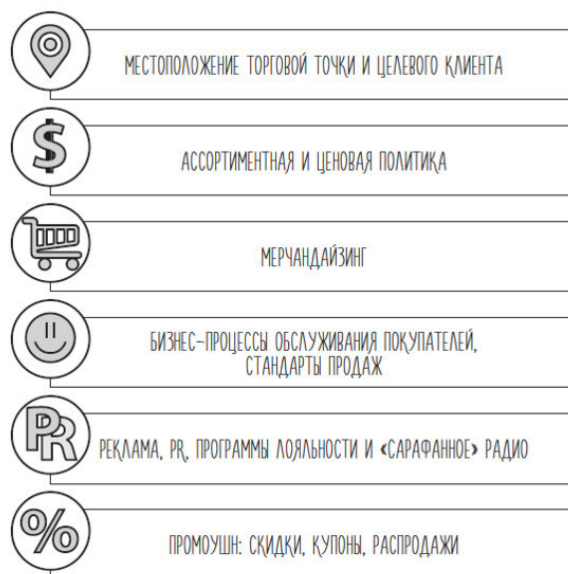 МЕСТОПОЛОЖЕНИЕ ТОРГОВОЙ ТОЧКИ И ЦЕЛЕВОГО КЛИЕНТА
$
АССОРТИМЕНТНАЯ И ЦЕНОВАЯ ПОЛИТИКА
МЕРЧАНДАЙЗИНГ
БИЗНЕС-ПРОЦЕССЫ ОБСЛУЖИВАНИЯ ПОКУПАТЕЛЕЙ,
СТАНДАРТЫ ПРОДАЖ
PR
РЕКЛАМА, PR, ПРОГРАММЫ ЛОЯЛЬНОСТИ И «САРАФАННОЕ» РАДИО
%
ПРОМОУШН: СКИДКИ, КУПОНЫ, РАСПРОДАЖИ